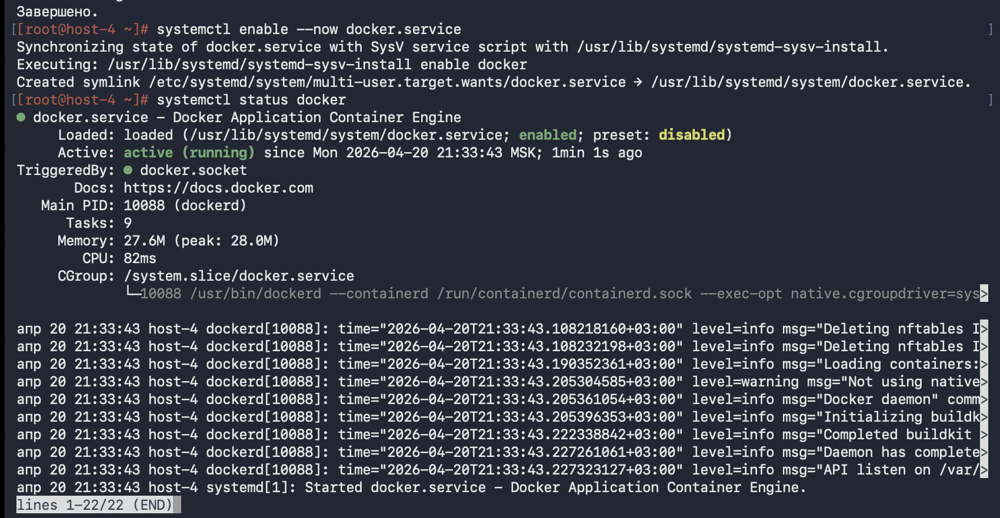 Завершено.
[[root@host-4 ~]# systemctl enable --now docker.service ]
Synchronizing state of docker.service with SysV service script with /usr/lib/systemd/systemd-sysv-install.
Executing: /usr/lib/systemd/systemd-sysv-install enable docker
Created symlink /etc/systemd/system/multi-user.target.wants/docker.service → /usr/lib/systemd/system/docker.service.
[[root@host-4 ~]# systemctl status docker ]
● docker.service – Docker Application Container Engine
Loaded: loaded (/usr/lib/systemd/system/docker.service; enabled; preset: disabled)
Active: active (running) since Mon 2026-04-20 21:33:43 MSK; 1min 1s ago
TriggeredBy: ● docker.socket
Docs: https://docs.docker.com
Main PID: 10088 (dockerd)
Tasks: 9
Memory: 27.6M (peak: 28.0M)
CPU: 82ms
CGroup: /system.slice/docker.service
└─10088 /usr/bin/dockerd --containerd /run/containerd/containerd.sock --exec-opt native.cgroupdriver=sys>
апр 20 21:33:43 host-4 dockerd[10088]: time="2026-04-20T21:33:43.108218160+03:00" level=info msg="Deleting nftables I>
апр 20 21:33:43 host-4 dockerd[10088]: time="2026-04-20T21:33:43.108232198+03:00" level=info msg="Deleting nftables I>
апр 20 21:33:43 host-4 dockerd[10088]: time="2026-04-20T21:33:43.190352361+03:00" level=info msg="Loading containers:>
апр 20 21:33:43 host-4 dockerd[10088]: time="2026-04-20T21:33:43.205304585+03:00" level=warning msg="Not using native>
апр 20 21:33:43 host-4 dockerd[10088]: time="2026-04-20T21:33:43.205361054+03:00" level=info msg="Docker daemon" comm>
апр 20 21:33:43 host-4 dockerd[10088]: time="2026-04-20T21:33:43.205396353+03:00" level=info msg="Initializing buildk>
апр 20 21:33:43 host-4 dockerd[10088]: time="2026-04-20T21:33:43.222338842+03:00" level=info msg="Completed buildkit >
апр 20 21:33:43 host-4 dockerd[10088]: time="2026-04-20T21:33:43.227261061+03:00" level=info msg="Daemon has complete>
апр 20 21:33:43 host-4 dockerd[10088]: time="2026-04-20T21:33:43.227323127+03:00" level=info msg="API listen on /var/>
апр 20 21:33:43 host-4 systemd[1]: Started docker.service – Docker Application Container Engine.
lines 1-22/22 (END)